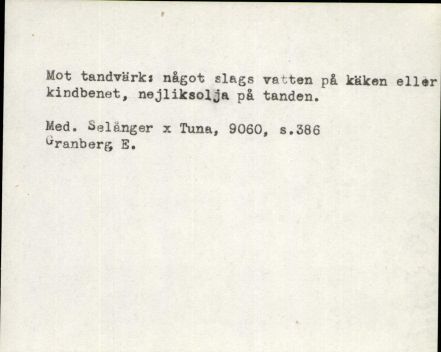 Mot tandvärk: något slags vatten på käken eller
kindbenet, nejliksolja på tanden.
Med. Selånger x Tuna, 9060, s.386
Granberg, E.